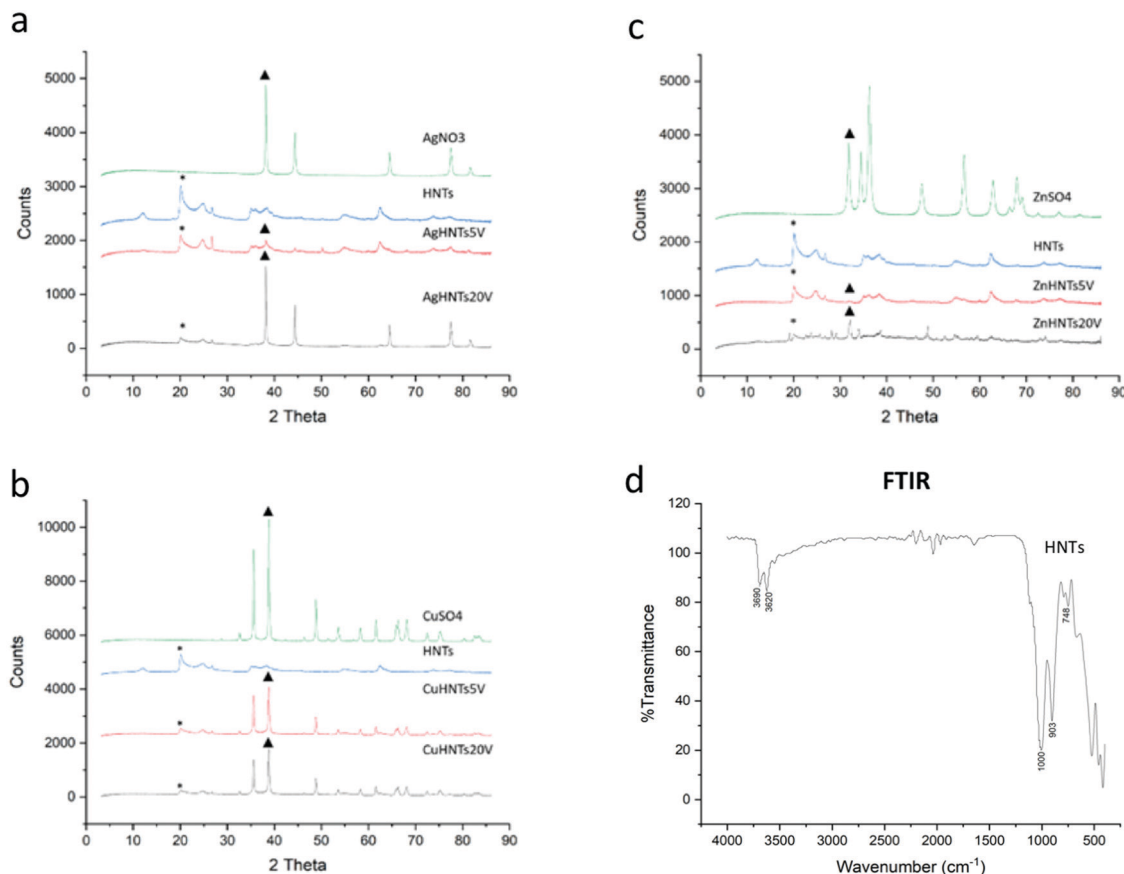 a
5000
4000
3000
2000
1000
0
Counts
AgNO3
HNTs
AgHNTs5V
AgHNTs20V
*
*
*
0 10 20 30 40 50 60 70 80 90
2 Theta
c
5000
4000
3000
2000
1000
0
Counts
ZnSO4
HNTs
ZnHNTs5V
ZnHNTs20V
*
*
*
0 10 20 30 40 50 60 70 80 90
2 Theta
b
10000
8000
6000
4000
2000
0
Counts
CuSO4
HNTs
CuHNTs5V
CuHNTs20V
*
*
*
0 10 20 30 40 50 60 70 80 90
2 Theta
d
FTIR
120
100
80
60
40
20
0
%Transmittance
HNTs
3690
3620
1000
903
748
4000 3500 3000 2500 2000 1500 1000 500
Wavenumber (cm⁻¹)